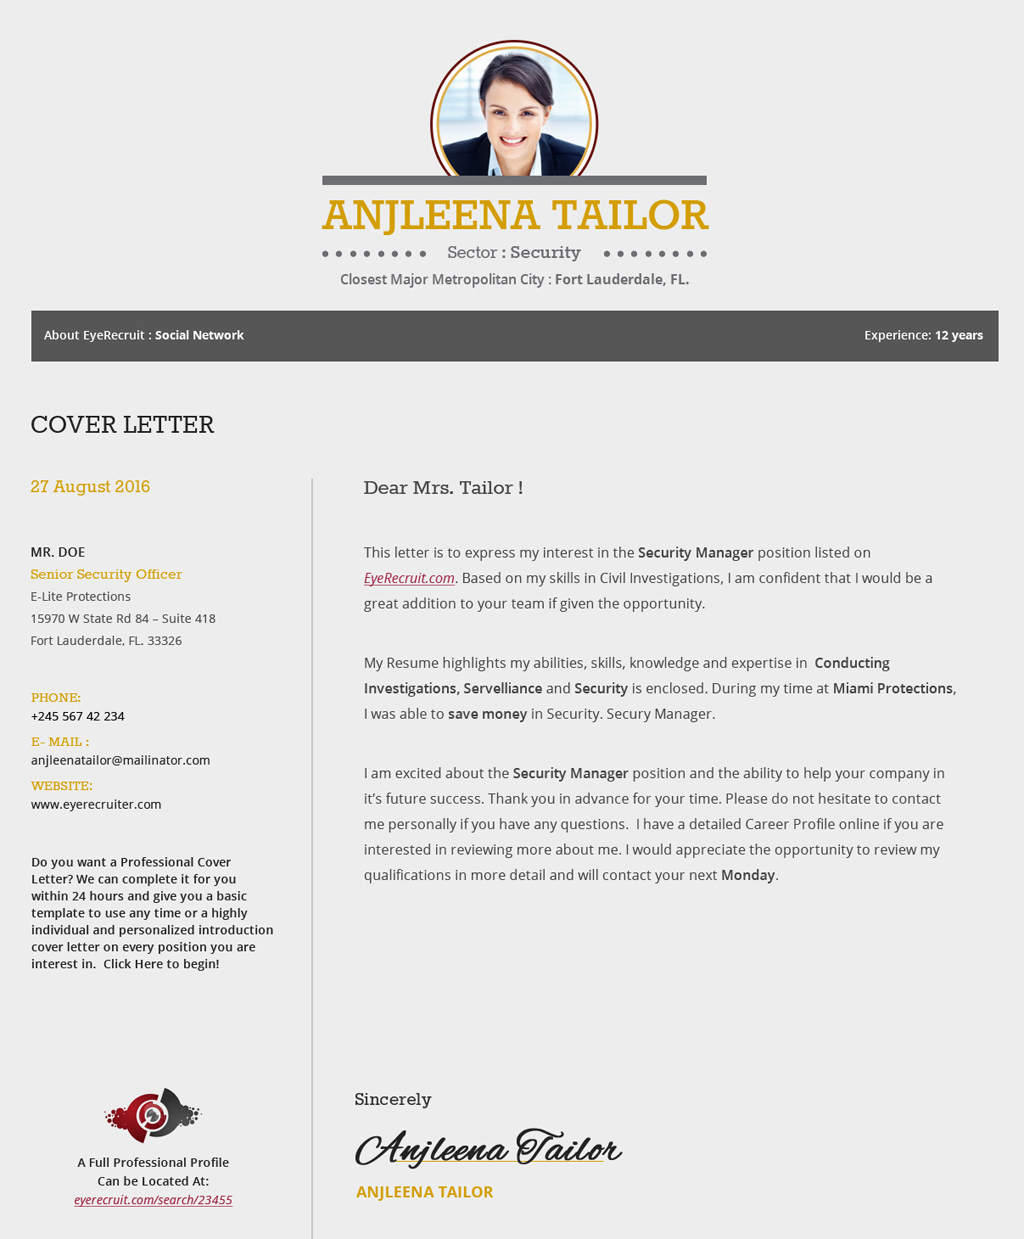 ANJLEENA TAILOR
Sector : Security
Closest Major Metropolitan City : Fort Lauderdale, FL.
About EyeRecruit : Social Network
Experience: 12 years
COVER LETTER
27 August 2016
MR. DOE
Senior Security Officer
E-Lite Protections
15970 W State Rd 84 – Suite 418
Fort Lauderdale, FL. 33326
PHONE:
+245 567 42 234
E- MAIL :
anjleenatailor@mailinator.com
WEBSITE:
www.eyerecruiter.com
Do you want a Professional Cover
Letter? We can complete it for you
within 24 hours and give you a basic
template to use any time or a highly
individual and personalized introduction
cover letter on every position you are
interest in.  Click Here to begin!
A Full Professional Profile
Can be Located At:
eyerecruit.com/search/23455
Dear Mrs. Tailor !
This letter is to express my interest in the Security Manager position listed on
EyeRecruit.com. Based on my skills in Civil Investigations, I am confident that I would be a
great addition to your team if given the opportunity.
My Resume highlights my abilities, skills, knowledge and expertise in  Conducting
Investigations, Servelliance and Security is enclosed. During my time at Miami Protections,
I was able to save money in Security. Secury Manager.
I am excited about the Security Manager position and the ability to help your company in
it’s future success. Thank you in advance for your time. Please do not hesitate to contact
me personally if you have any questions.  I have a detailed Career Profile online if you are
interested in reviewing more about me. I would appreciate the opportunity to review my
qualifications in more detail and will contact your next Monday.
Sincerely
Anjleena Tailor
ANJLEENA TAILOR